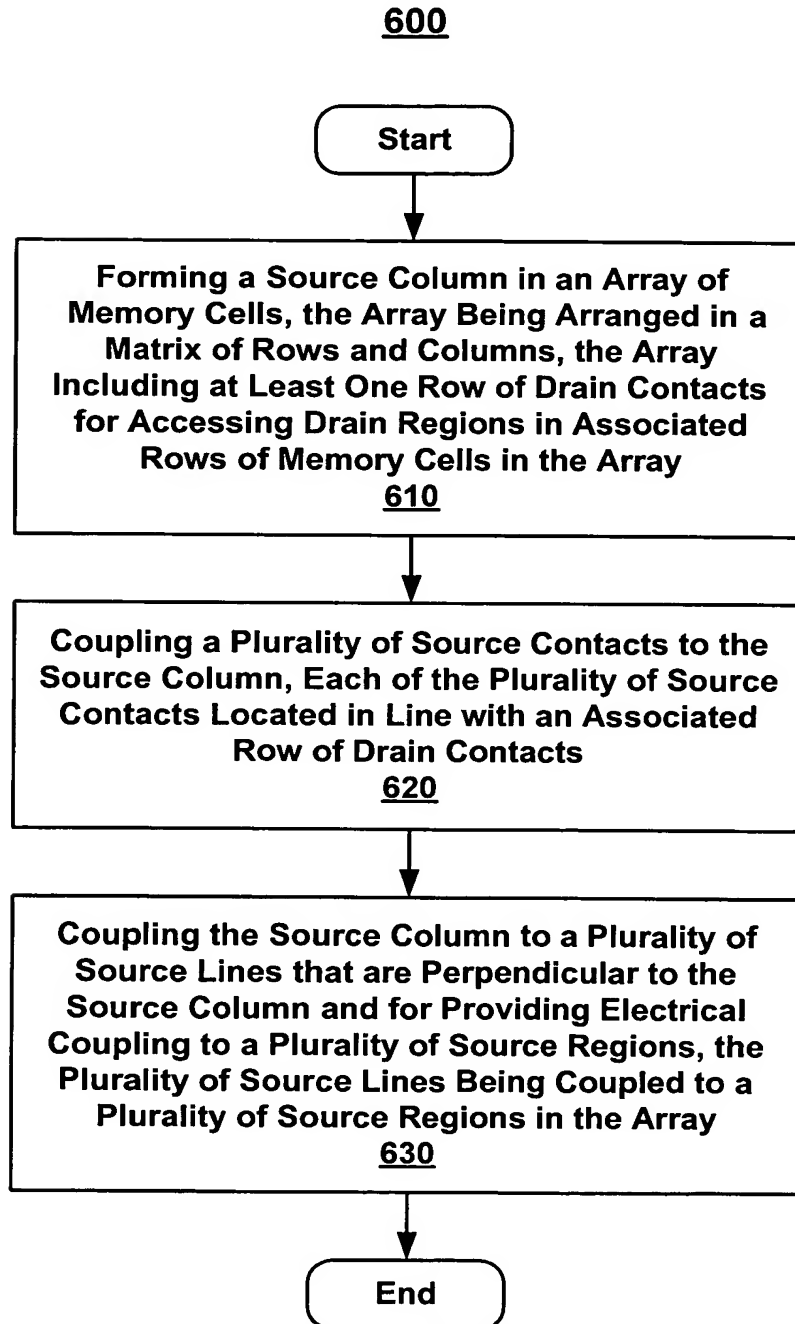 600
Start
Forming a Source Column in an Array of
Memory Cells, the Array Being Arranged in a
Matrix of Rows and Columns, the Array
Including at Least One Row of Drain Contacts
for Accessing Drain Regions in Associated
Rows of Memory Cells in the Array
610
Coupling a Plurality of Source Contacts to the
Source Column, Each of the Plurality of Source
Contacts Located in Line with an Associated
Row of Drain Contacts
620
Coupling the Source Column to a Plurality of
Source Lines that are Perpendicular to the
Source Column and for Providing Electrical
Coupling to a Plurality of Source Regions, the
Plurality of Source Lines Being Coupled to a
Plurality of Source Regions in the Array
630
End